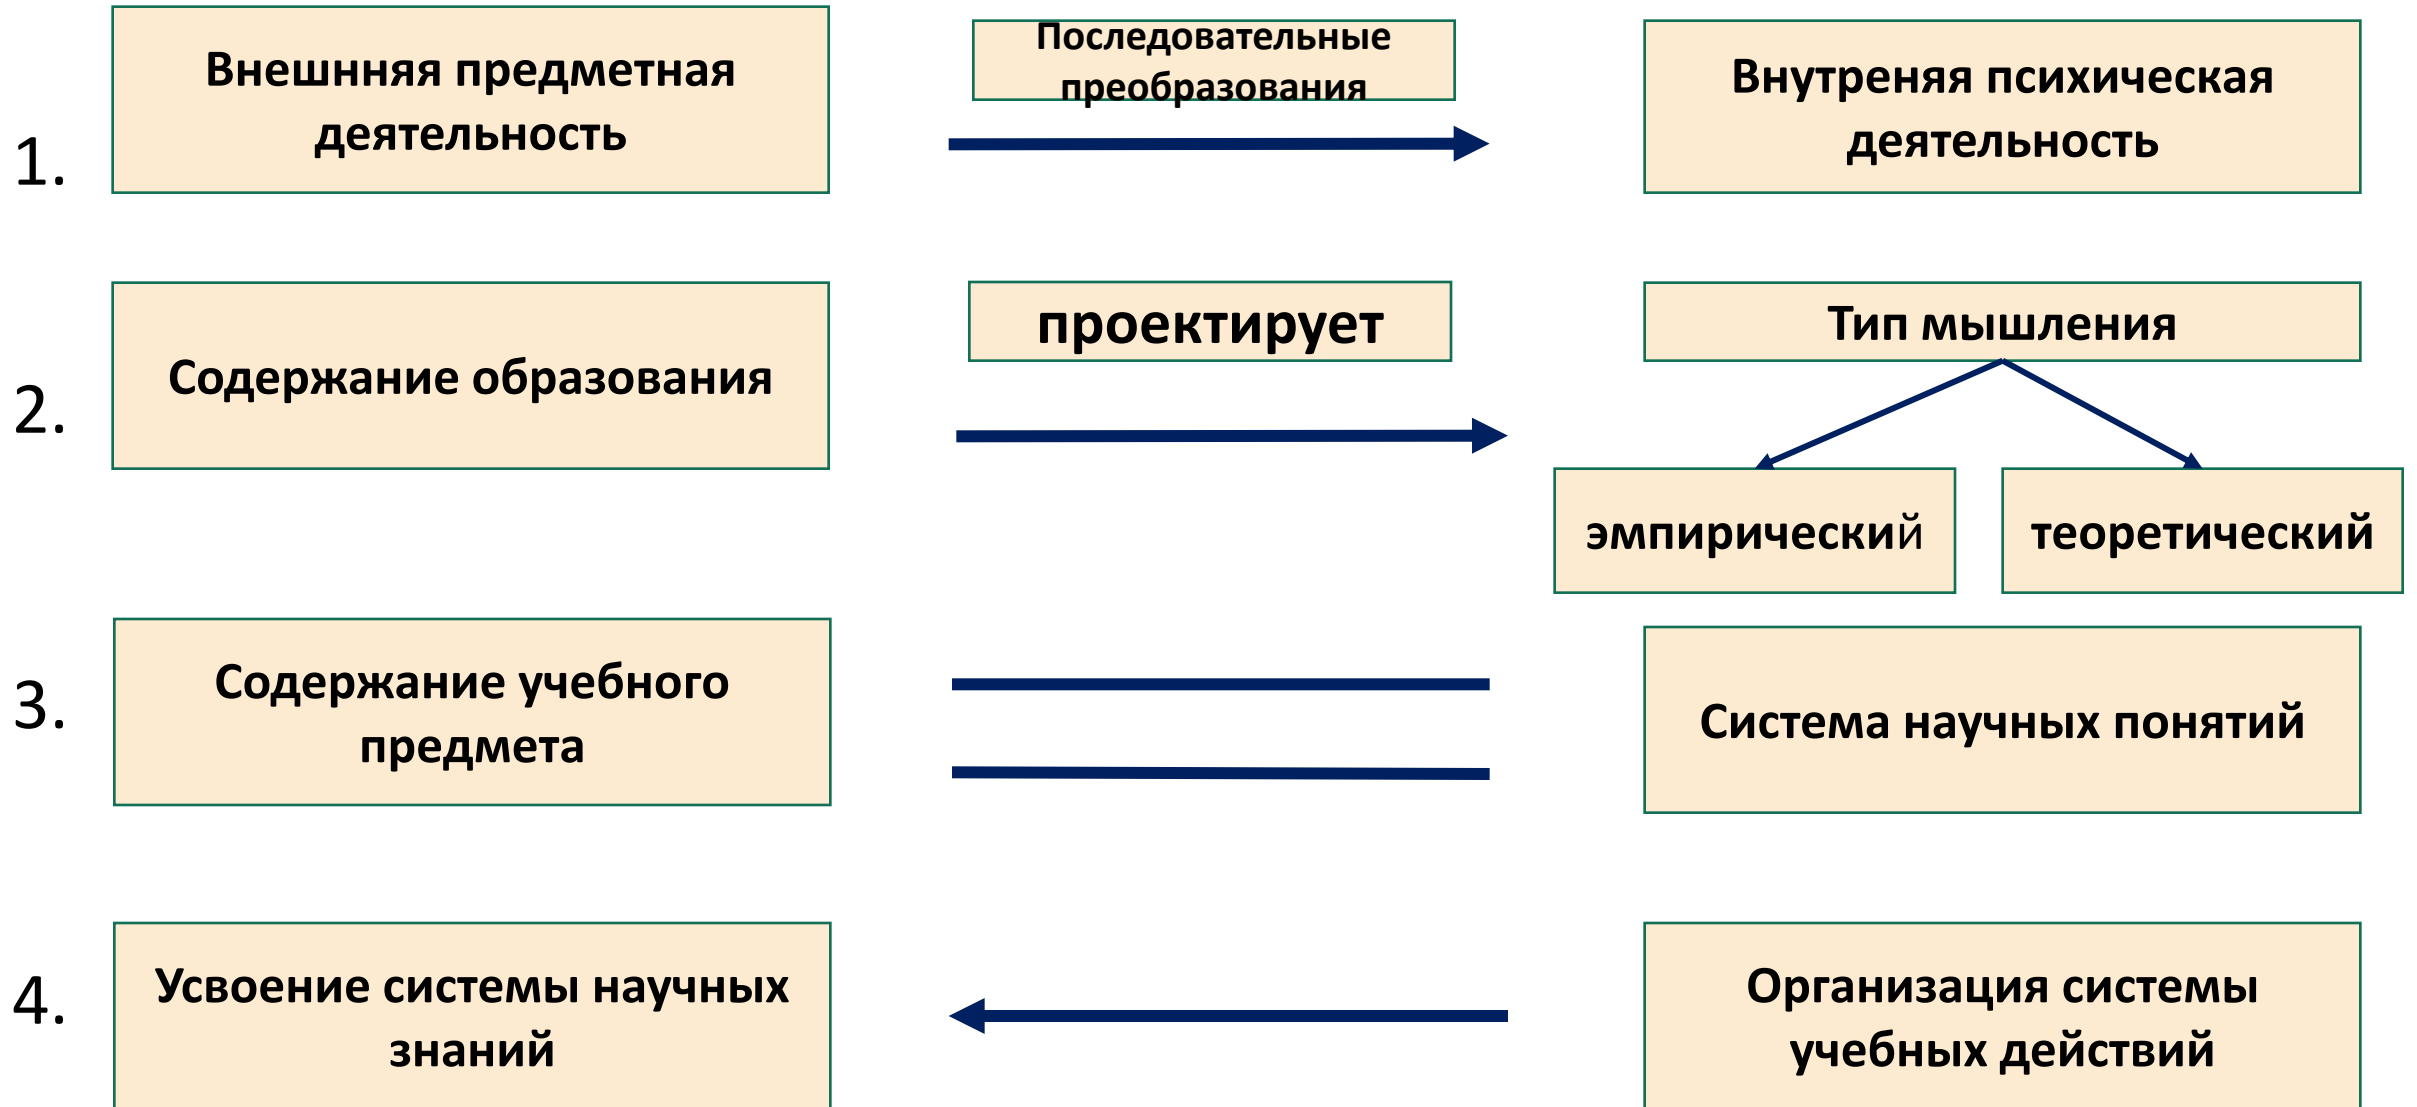 1.
Внешнняя предметная
деятельность
Последовательные
преобразования
Внутреняя психическая
деятельность
2.
Содержание образования
проектирует
Тип мышления
эмпирический
теоретический
3.
Содержание учебного
предмета
Система научных понятий
4.
Усвоение системы научных
знаний
Организация системы
учебных действий